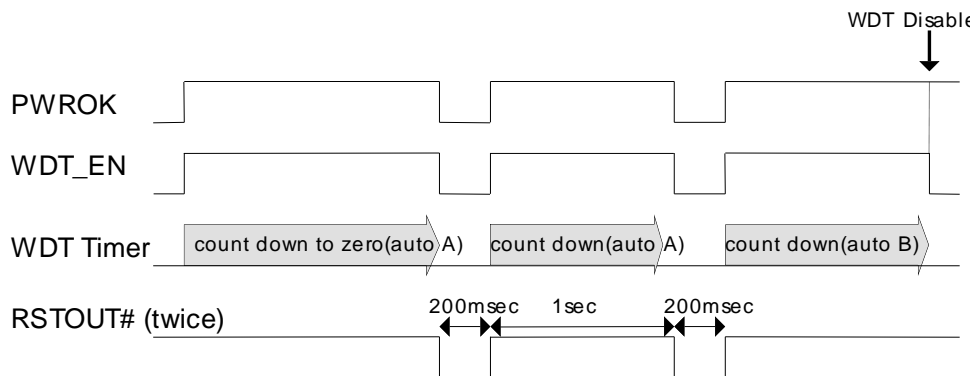 WDT Disable
PWROK
WDT_EN
WDT Timer
count down to zero(auto A)
count down(auto A)
count down(auto B)
RSTOUT# (twice)
200msec
1sec
200msec